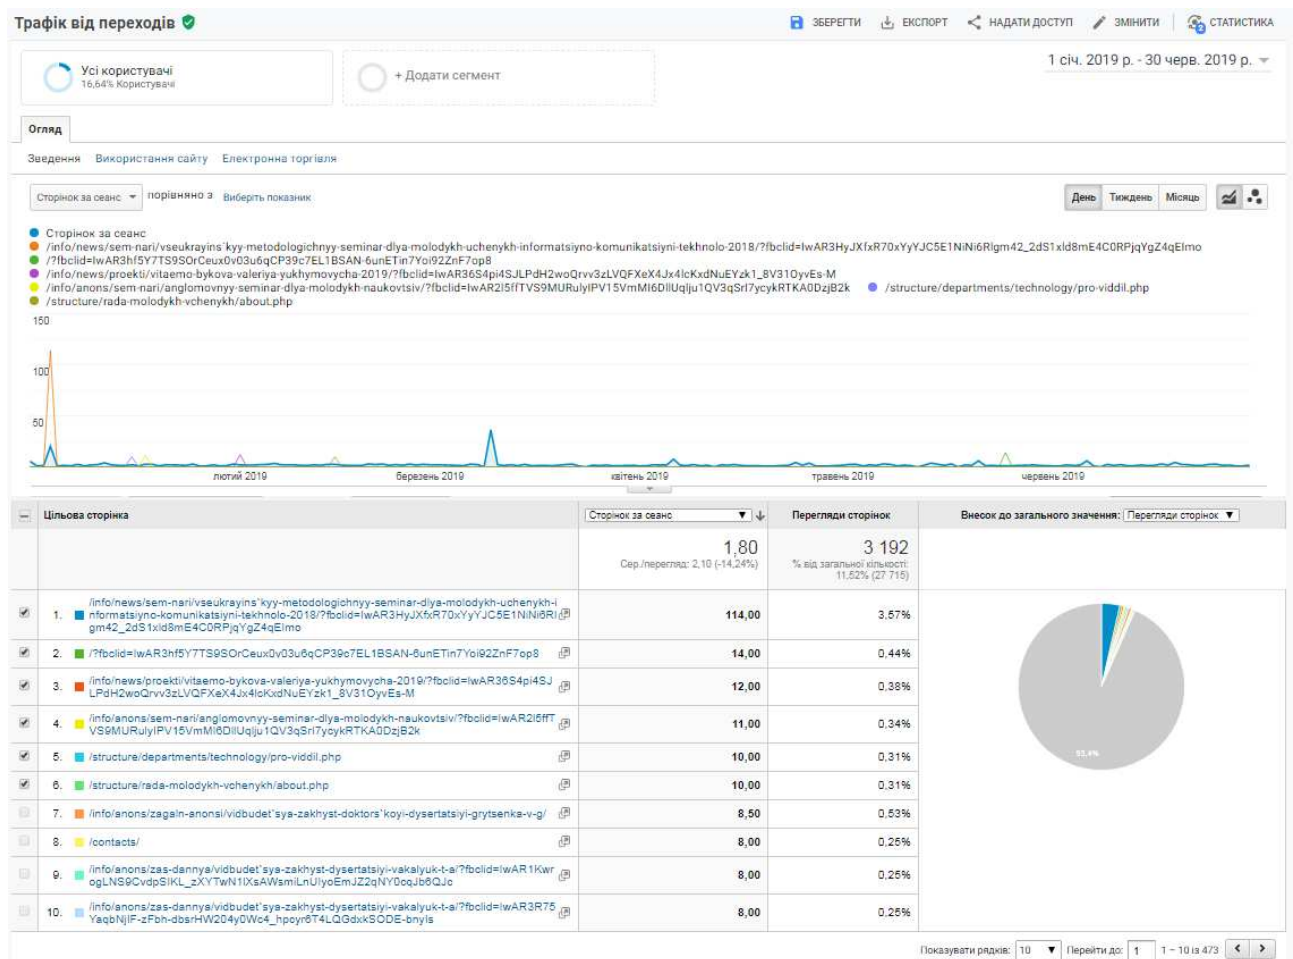 Трафік від переходів
ЗБЕРЕГТИ ЕКСПОРТ НАДАТИ ДОСТУП ЗМІНИТИ СТАТИСТИКА
Усі користувачі
16,64% Користувачі
+ Додати сегмент
1 січ. 2019 р. - 30 черв. 2019 р.
Огляд
Зведення Використання сайту Електронна торгівля
Сторінок за сеанс порівняно з Виберіть показник
День Тиждень Місяць
Сторінок за сеанс
/info/news/sem-nari/vseukrayins`kyy-metodologichnyy-seminar-dlya-molodykh-uchenykh-informatsiyno-komunikatsiyni-tekhnolo-2018/?fbclid=IwAR3HyJXfxR70xYyYJC5E1NiNi6RIgm42_2dS1xld8mE4C0RPjqYgZ4qEImo
/?fbclid=IwAR3hf5Y7TS9SOrCeux0v03u6qCP39c7EL1BSAN-6unETin7Yoi92ZnF7op8
/info/news/proekti/vitaemo-bykova-valeriya-yukhymovycha-2019/?fbclid=IwAR36S4pi4SJLPdH2woQrvv3zLVQFXeX4Jx4lcKxdNuEYzk1_8V31OyvEs-M
/info/anons/sem-nari/anglomovnyy-seminar-dlya-molodykh-naukovtsiv/?fbclid=IwAR2I5ffTVS9MURulyIPV15VmMI6DIlUqIju1QV3qSrI7ycykRTKA0DzjB2k /structure/departments/technology/pro-viddil.php
/structure/rada-molodykh-vchenykh/about.php
150
100
50
лютий 2019 березень 2019 квітень 2019 травень 2019 червень 2019
Цільова сторінка Сторінок за сеанс Перегляди сторінок Внесок до загального значення: Перегляди сторінок
1,80 3 192
Сер./перегляд: 2,10 (-14,24%) % від загальної кількості:
11,52% (27 715)
/info/news/sem-nari/vseukrayins`kyy-metodologichnyy-seminar-dlya-molodykh-uchenykh-i
1. nformatsiyno-komunikatsiyni-tekhnolo-2018/?fbclid=IwAR3HyJXfxR70xYyYJC5E1NiNi6RI 114,00 3,57%
gm42_2dS1xld8mE4C0RPjqYgZ4qEImo
2. /?fbclid=IwAR3hf5Y7TS9SOrCeux0v03u6qCP39c7EL1BSAN-6unETin7Yoi92ZnF7op8 14,00 0,44%
/info/news/proekti/vitaemo-bykova-valeriya-yukhymovycha-2019/?fbclid=IwAR36S4pi4SJ
3. LPdH2woQrvv3zLVQFXeX4Jx4lcKxdNuEYzk1_8V31OyvEs-M 12,00 0,38%
/info/anons/sem-nari/anglomovnyy-seminar-dlya-molodykh-naukovtsiv/?fbclid=IwAR2I5ffT
4. VS9MURulyIPV15VmMI6DIlUqIju1QV3qSrI7ycykRTKA0DzjB2k 11,00 0,34%
5. /structure/departments/technology/pro-viddil.php 10,00 0,31%
6. /structure/rada-molodykh-vchenykh/about.php 10,00 0,31%
7. /info/anons/zagaln-anonsi/vidbudet`sya-zakhyst-doktors`koyi-dysertatsiyi-grytsenka-v-g/ 8,50 0,53%
8. /contacts/ 8,00 0,25%
/info/anons/zas-dannya/vidbudet`sya-zakhyst-dysertatsiyi-vakalyuk-t-a/?fbclid=IwAR1Kwr
9. ogLNS9CvdpSIKL_zXYTwN1IXsAWsmiLnUIyoEmJZ2qNY0cqJb6QJc 8,00 0,25%
/info/anons/zas-dannya/vidbudet`sya-zakhyst-dysertatsiyi-vakalyuk-t-a/?fbclid=IwAR3R75
10. YaqbNjIF-zFbh-dbsrHW204y0Wc4_hpcyr6T4LQGdxkSODE-bnyIs 8,00 0,25%
93,4%
Показувати рядків: 10 Перейти до: 1 1 – 10 із 473